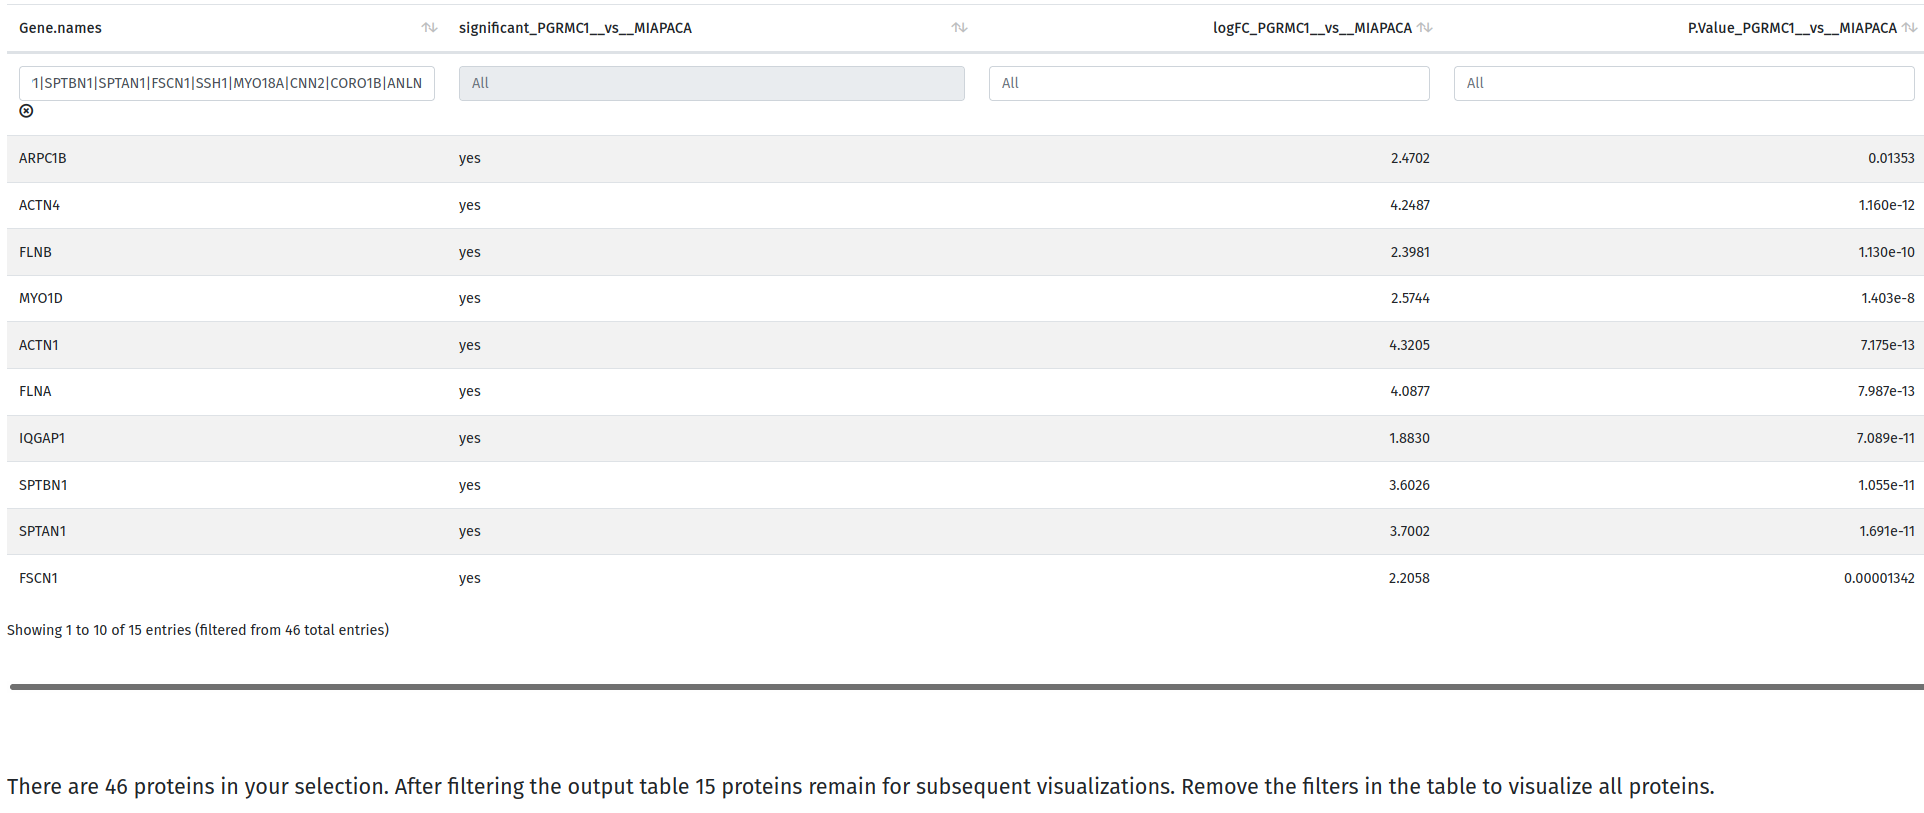 Gene.names significant_PGRMC1__vs__MIAPACA logFC_PGRMC1__vs__MIAPACA P.Value_PGRMC1__vs__MIAPACA
1|SPTBN1|SPTAN1|FSCN1|SSH1|MYO18A|CNN2|CORO1B|ANLN All All All
ARPC1B yes 2.4702 0.01353
ACTN4 yes 4.2487 1.160e-12
FLNB yes 2.3981 1.130e-10
MYO1D yes 2.5744 1.403e-8
ACTN1 yes 4.3205 7.175e-13
FLNA yes 4.0877 7.987e-13
IQGAP1 yes 1.8830 7.089e-11
SPTBN1 yes 3.6026 1.055e-11
SPTAN1 yes 3.7002 1.691e-11
FSCN1 yes 2.2058 0.00001342
Showing 1 to 10 of 15 entries (filtered from 46 total entries)
There are 46 proteins in your selection. After filtering the output table 15 proteins remain for subsequent visualizations. Remove the filters in the table to visualize all proteins.